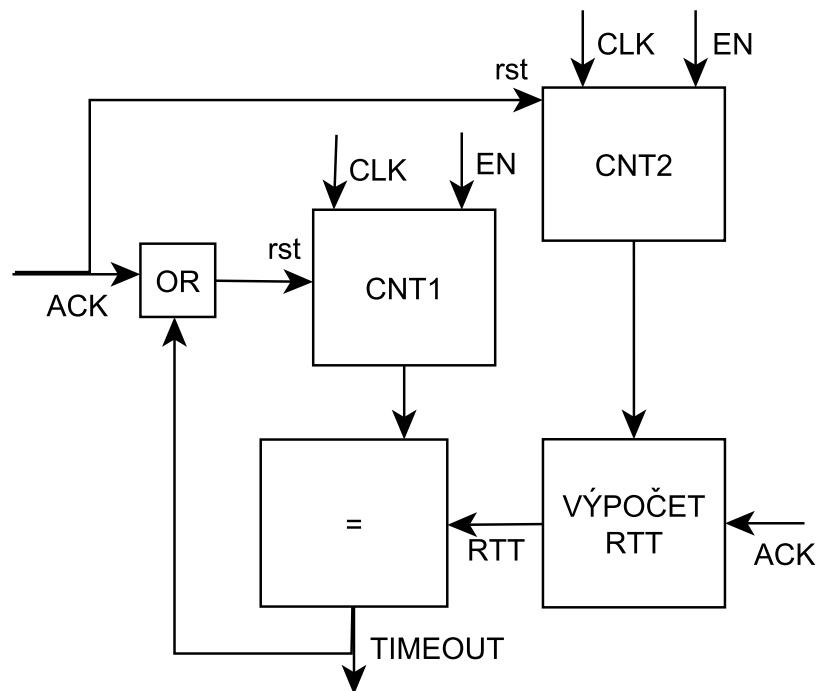 CLK
EN
rst
CNT2
CLK
EN
rst
OR
ACK
CNT1
=
VÝPOČET
RTT
RTT
ACK
TIMEOUT